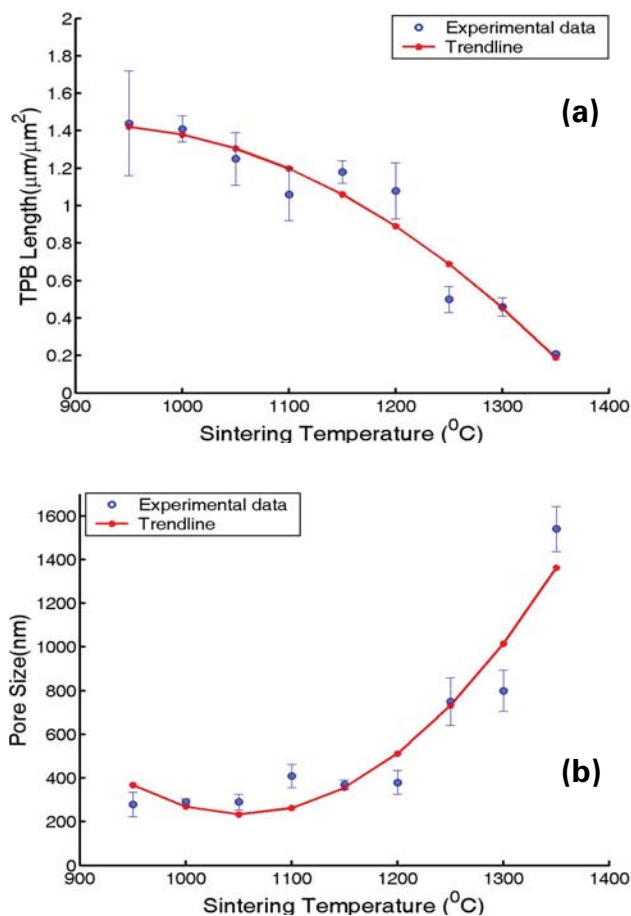 Experimental data
Trendline
(a)
TPB Length(μm/μm²)
2
1.8
1.6
1.4
1.2
1
0.8
0.6
0.4
0.2
0
900 1000 1100 1200 1300 1400
Sintering Temperature (⁰C)
Experimental data
Trendline
(b)
Pore Size(nm)
1600
1400
1200
1000
800
600
400
200
0
900 1000 1100 1200 1300 1400
Sintering Temperature (⁰C)